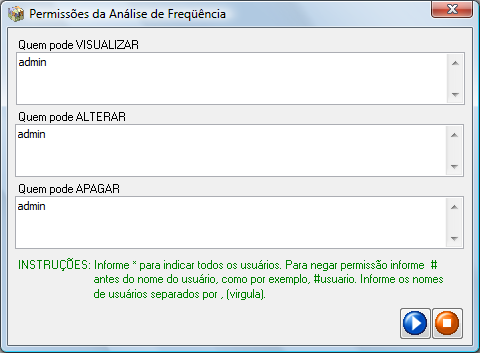 Permissões da Análise de Freqüência
Quem pode VISUALIZAR
admin
Quem pode ALTERAR
admin
Quem pode APAGAR
admin
INSTRUÇÕES: Informe * para indicar todos os usuários. Para negar permissão informe #
antes do nome do usuário, como por exemplo, #usuario. Informe os nomes
de usuários separados por , (virgula).